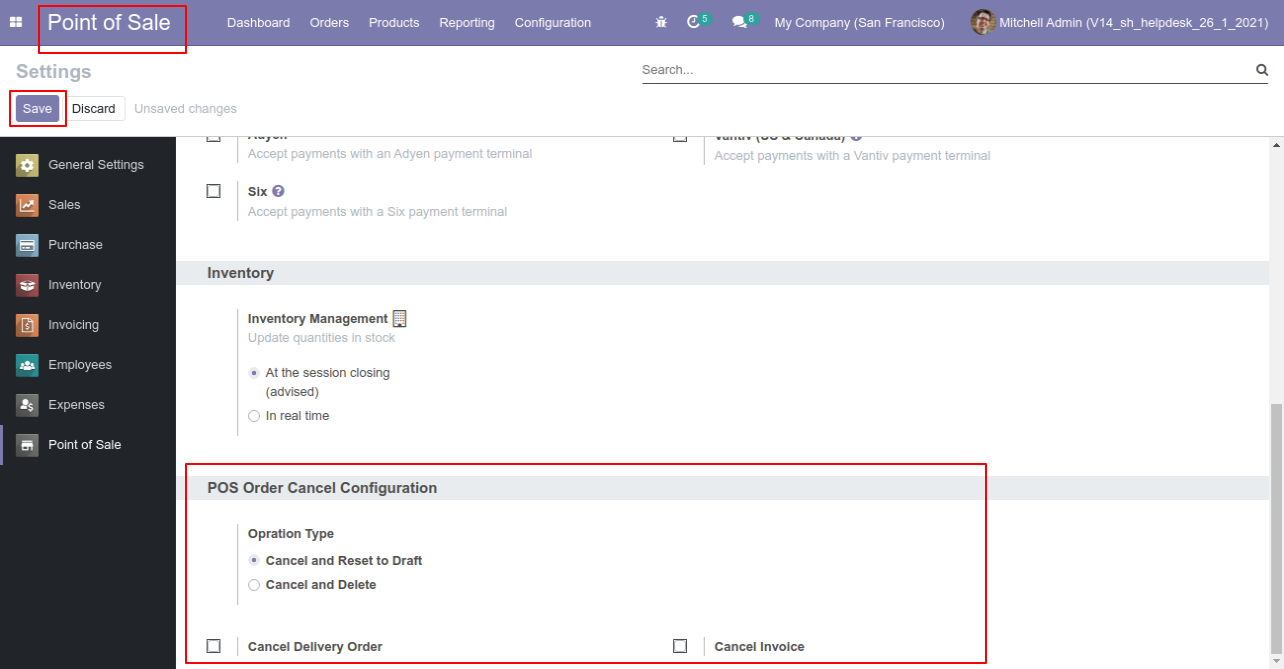 Point of Sale Dashboard Orders Products Reporting Configuration 5 8 My Company (San Francisco) Mitchell Admin (V14_sh_helpdesk_26_1_2021)
Settings
Search...
Save Discard Unsaved changes
General Settings
Sales
Purchase
Inventory
Invoicing
Employees
Expenses
Point of Sale
Adyen
Accept payments with an Adyen payment terminal
Vantiv (US & Canada) ?
Accept payments with a Vantiv payment terminal
Six ?
Accept payments with a Six payment terminal
Inventory
Inventory Management
Update quantities in stock
At the session closing
(advised)
In real time
POS Order Cancel Configuration
Opration Type
Cancel and Reset to Draft
Cancel and Delete
Cancel Delivery Order
Cancel Invoice